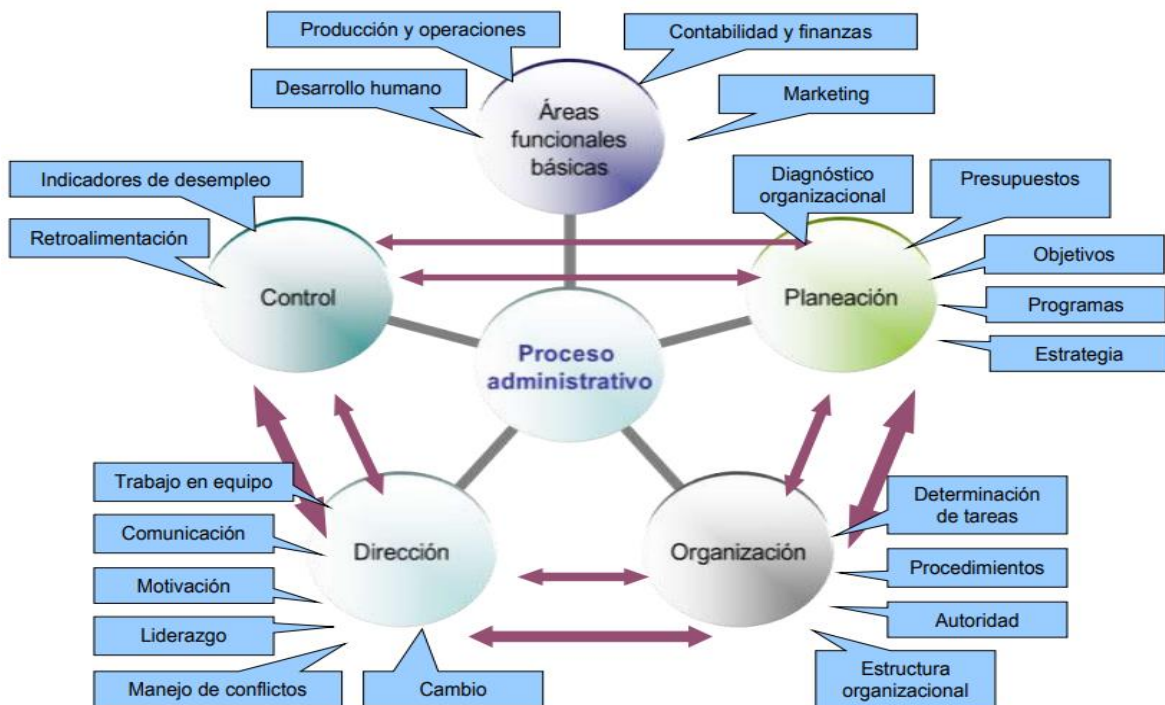 Producción y operaciones
Contabilidad y finanzas
Desarrollo humano
Marketing
Áreas
funcionales
básicas
Indicadores de desempleo
Retroalimentación
Control
Diagnóstico
organizacional
Presupuestos
Objetivos
Programas
Estrategia
Planeación
Proceso
administrativo
Trabajo en equipo
Comunicación
Motivación
Liderazgo
Manejo de conflictos
Cambio
Dirección
Organización
Determinación
de tareas
Procedimientos
Autoridad
Estructura
organizacional